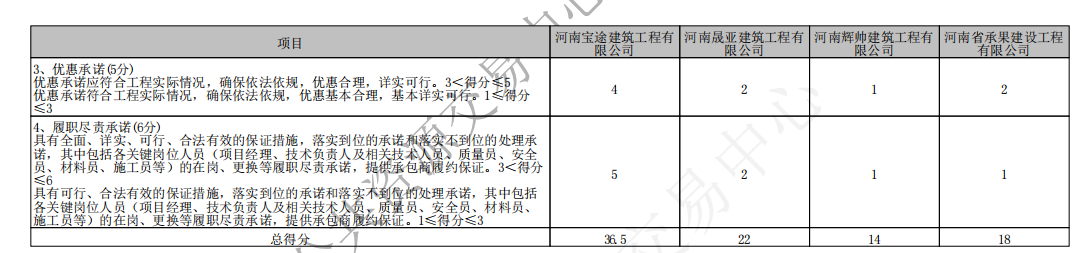 项目
河南宝途建筑工程有
限公司
河南晟亚建筑工程有
限公司
河南辉帅建筑工程有
限公司
河南省承果建设工程
有限公司
3、优惠承诺(5分)
优惠承诺应符合工程实际情况，确保依法依规，优惠合理，详实可行。3<得分≤5
优惠承诺符合工程实际情况，确保依法依规，优惠基本合理，基本详实可行。1≤得分
≤3
4
2
1
2
4、履职尽责承诺(6分)
具有全面、详实、可行、合法有效的保证措施，落实到位的承诺和落实不到位的处理承
诺，其中包括各关键岗位人员（项目经理、技术负责人及相关技术人员、质量员、安全
员、材料员、施工员等）的在岗、更换等履职尽责承诺，提供承包商履约保证。3<得分
≤6
具有可行、合法有效的保证措施，落实到位的承诺和落实不到位的处理承诺，其中包括
各关键岗位人员（项目经理、技术负责人及相关技术人员、质量员、安全员、材料员、
施工员等）的在岗、更换等履职尽责承诺，提供承包商履约保证。1≤得分≤3
5
2
1
1
总得分
36.5
22
14
18
共资源交易中心
交易中心